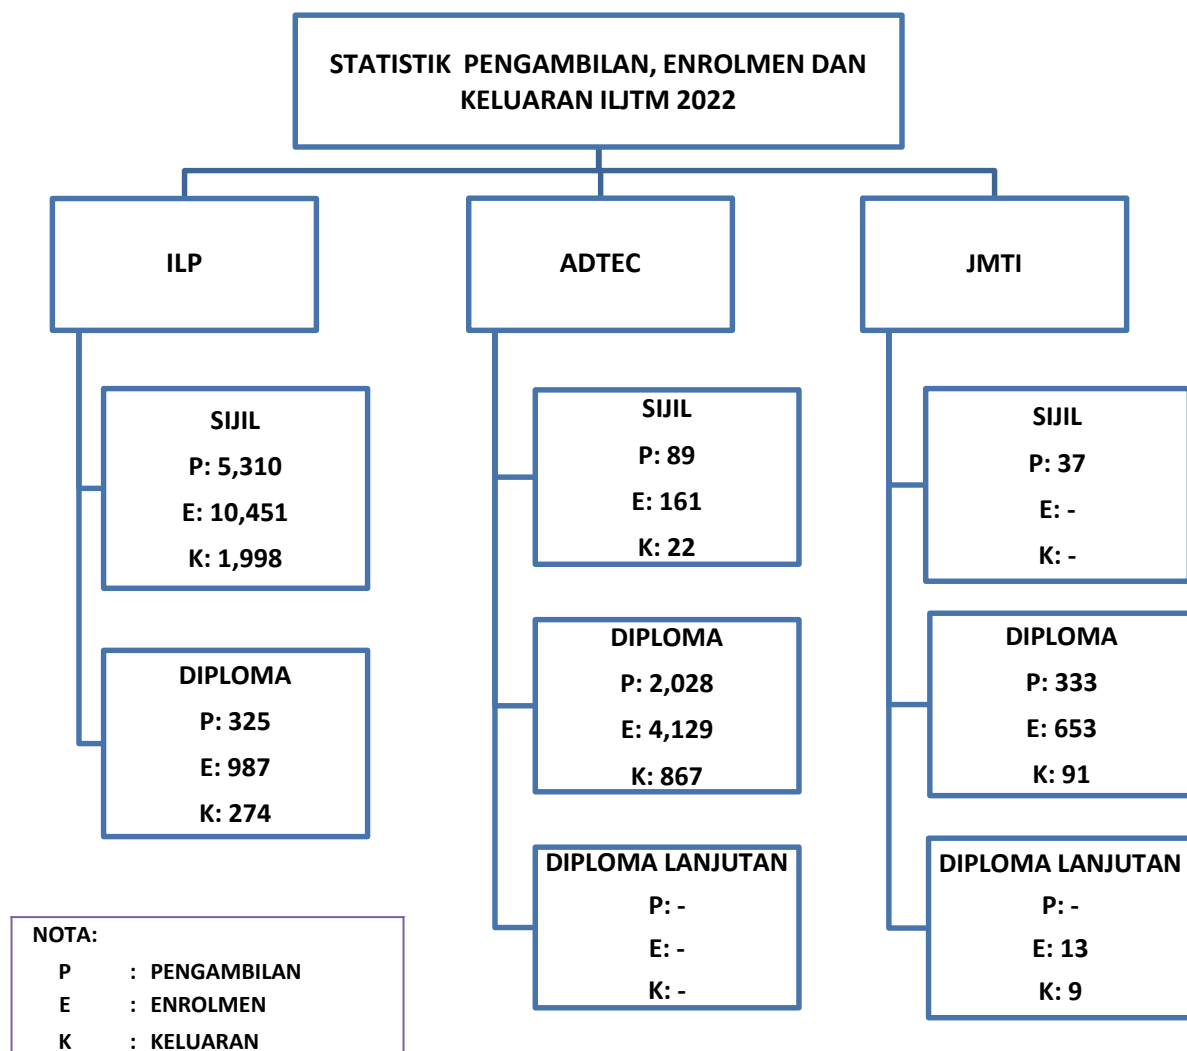 STATISTIK PENGAMBILAN, ENROLMEN DAN
KELUARAN ILJTM 2022
ILP
SIJIL
P: 5,310
E: 10,451
K: 1,998
DIPLOMA
P: 325
E: 987
K: 274
ADTEC
SIJIL
P: 89
E: 161
K: 22
DIPLOMA
P: 2,028
E: 4,129
K: 867
DIPLOMA LANJUTAN
P: -
E: -
K: -
JMTI
SIJIL
P: 37
E: -
K: -
DIPLOMA
P: 333
E: 653
K: 91
DIPLOMA LANJUTAN
P: -
E: 13
K: 9
NOTA:
P : PENGAMBILAN
E : ENROLMEN
K : KELUARAN